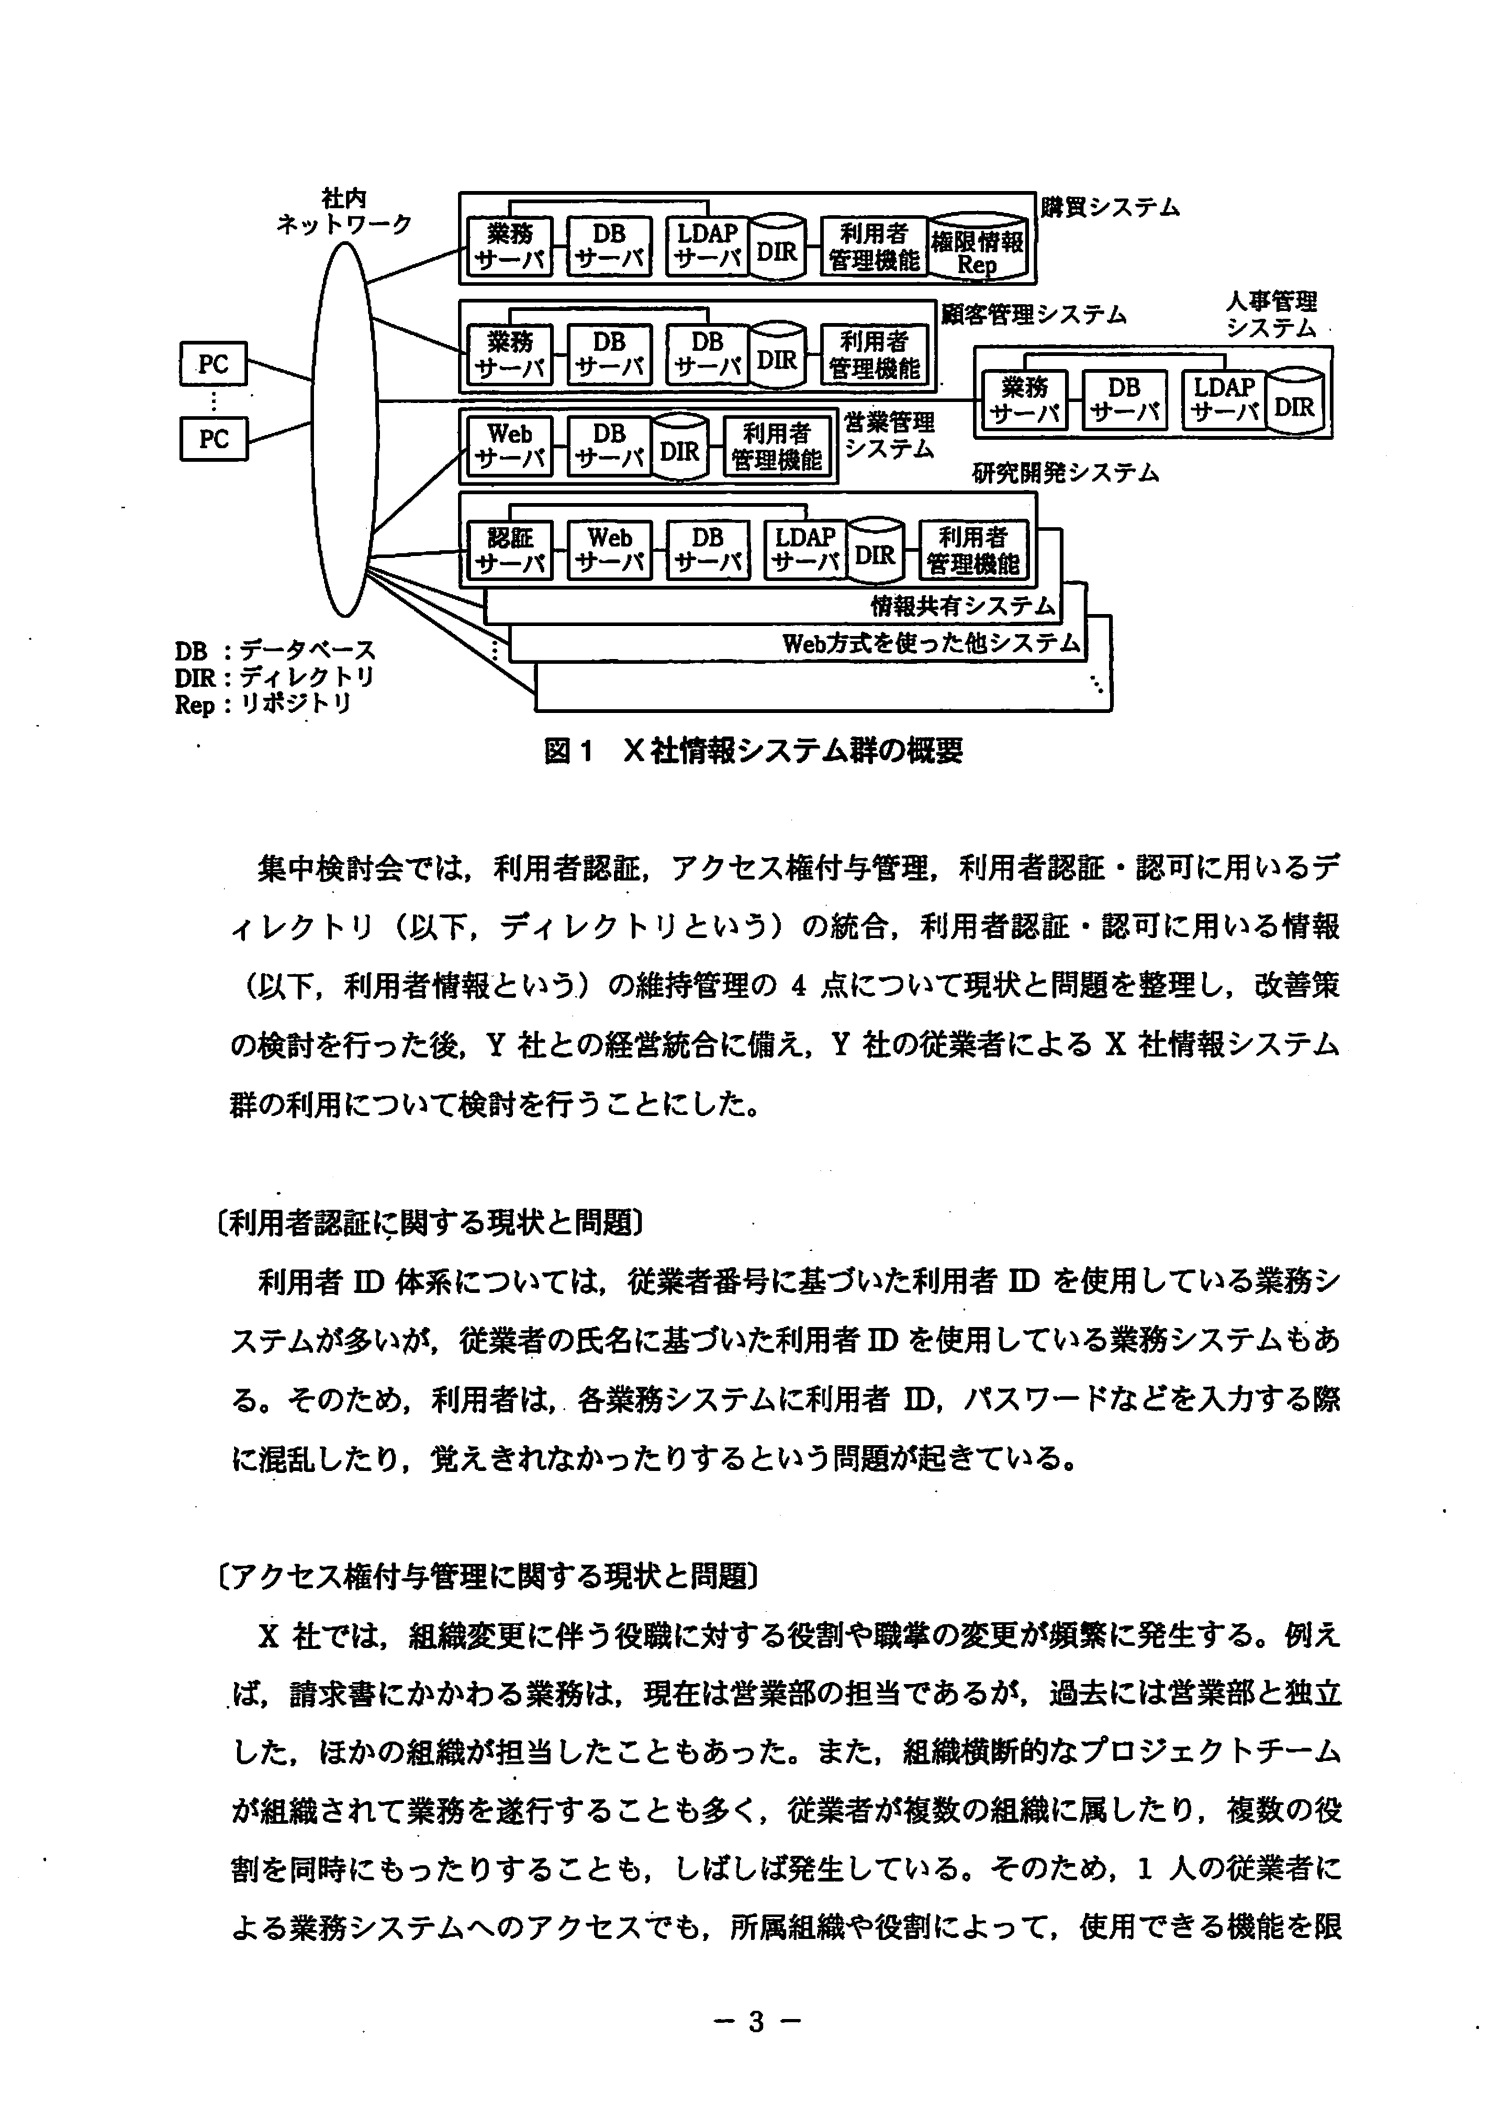 社内
ネットワーク
PC
⋮
PC
購買システム
業務
サーバ
DB
サーバ
LDAP
サーバ
DIR
利用者
管理機能
権限情報
Rep
顧客管理システム
業務
サーバ
DB
サーバ
DB
サーバ
DIR
利用者
管理機能
人事管理
システム
業務
サーバ
DB
サーバ
LDAP
サーバ
DIR
営業管理
システム
Web
サーバ
DB
サーバ
DIR
利用者
管理機能
研究開発システム
認証
サーバ
Web
サーバ
DB
サーバ
LDAP
サーバ
DIR
利用者
管理機能
情報共有システム
Web方式を使った他システム
DB :データベース
DIR:ディレクトリ
Rep:リポジトリ
図1 X社情報システム群の概要
集中検討会では，利用者認証，アクセス権付与管理，利用者認証・認可に用いるデ
ィレクトリ（以下，ディレクトリという）の統合，利用者認証・認可に用いる情報
（以下，利用者情報という）の維持管理の 4 点について現状と問題を整理し，改善策
の検討を行った後，Y 社との経営統合に備え，Y 社の従業者による X 社情報システム
群の利用について検討を行うことにした。
〔利用者認証に関する現状と問題〕
利用者 ID 体系については，従業者番号に基づいた利用者 ID を使用している業務シ
ステムが多いが，従業者の氏名に基づいた利用者 ID を使用している業務システムもあ
る。そのため，利用者は，各業務システムに利用者 ID，パスワードなどを入力する際
に混乱したり，覚えきれなかったりするという問題が起きている。
〔アクセス権付与管理に関する現状と問題〕
X 社では，組織変更に伴う役職に対する役割や職掌の変更が頻繁に発生する。例え
ば，請求書にかかわる業務は，現在は営業部の担当であるが，過去には営業部と独立
した，ほかの組織が担当したこともあった。また，組織横断的なプロジェクトチーム
が組織されて業務を遂行することも多く，従業者が複数の組織に属したり，複数の役
割を同時にもったりすることも，しばしば発生している。そのため，1 人の従業者に
よる業務システムへのアクセスでも，所属組織や役割によって，使用できる機能を限
－ 3 －